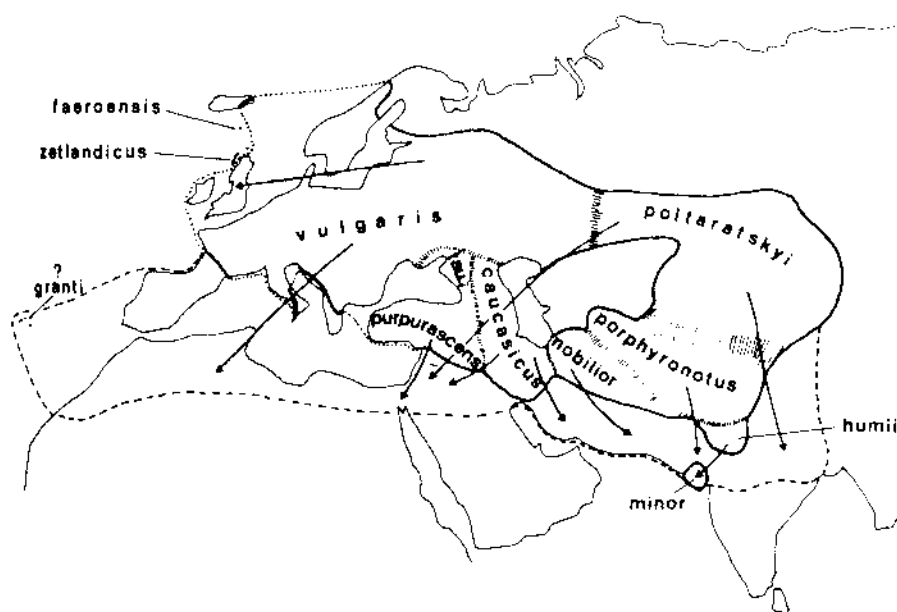 faeroensis
zetlandicus
vulgaris
poltaratskyi
?
granti
caucasicus
purpurascens
nobilior
porphyronotus
humii
minor